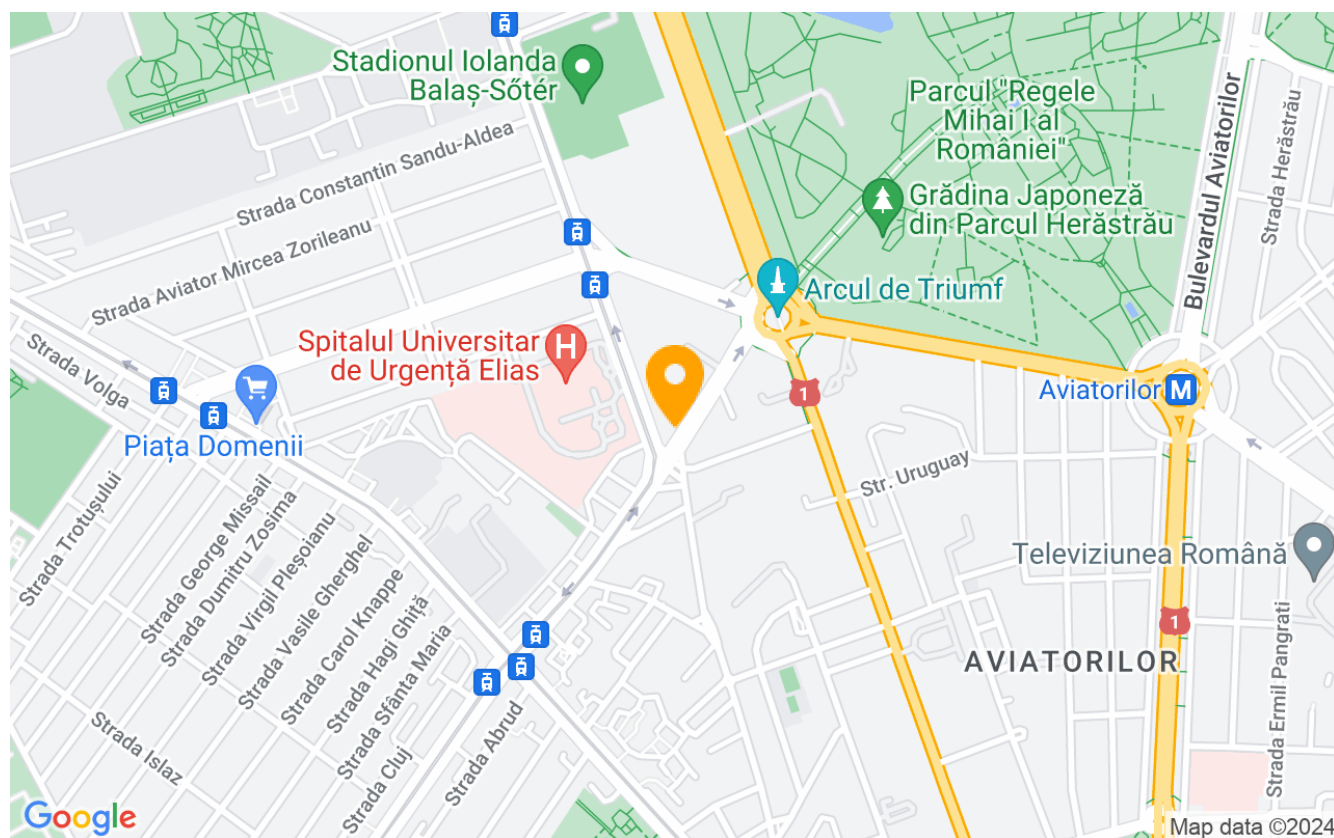 Stadionul Iolanda
Balaș-Sőtér
Parcul "Regele
Mihai I al
României"
Bulevardul Aviatorilor
Strada Herăstrău
Strada Constantin Sandu-Aldea
Grădina Japoneză
din Parcul Herăstrău
Strada Aviator Mircea Zorileanu
Arcul de Triumf
Spitalul Universitar
de Urgență Elias
H
Strada Volga
1
Aviatorilor
M
Piața Domenii
Str. Uruguay
Strada Trotușului
Strada George Missail
Strada Dumitru Zosima
Strada Virgil Pleșoianu
Strada Vasile Gherghel
Strada Carol Knappe
Strada Hagi Ghiță
Strada Sfânta Maria
Televiziunea Română
1
AVIATORILOR
Strada Ermil Pangrati
Strada Islaz
Strada Cluj
Strada Abrud
Google
Map data ©2024